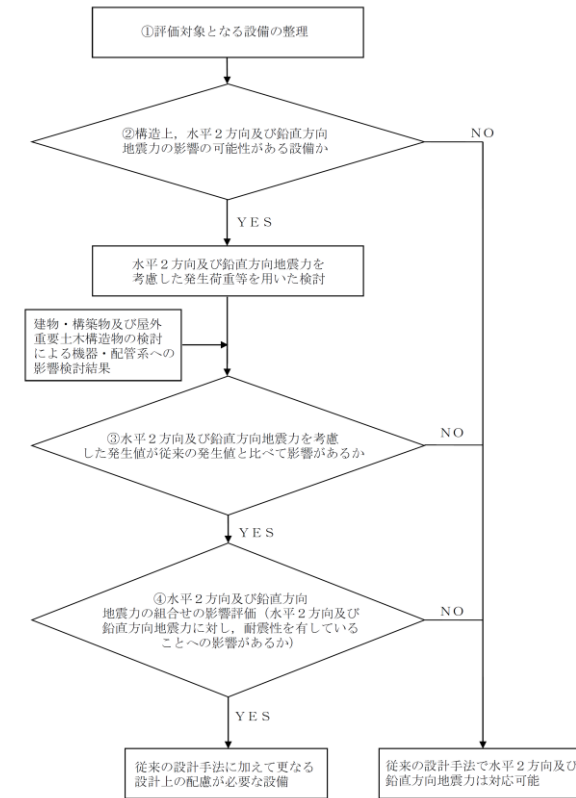 ①評価対象となる設備の整理
②構造上，水平２方向及び鉛直方向
地震力の影響の可能性がある設備か
ＮＯ
ＹＥＳ
水平２方向及び鉛直方向地震力を
考慮した発生荷重等を用いた検討
建物・構築物及び屋外
重要土木構造物の検討
による機器・配管系への
影響検討結果
③水平２方向及び鉛直方向地震力を考慮
した発生値が従来の発生値と比べて影響があるか
ＮＯ
ＹＥＳ
④水平２方向及び鉛直方向
地震力の組合せの影響評価（水平２方向及び
鉛直方向地震力に対し，耐震性を有している
ことへの影響があるか）
ＮＯ
ＹＥＳ
従来の設計手法に加えて更なる
設計上の配慮が必要な設備
従来の設計手法で水平２方向及び
鉛直方向地震力は対応可能